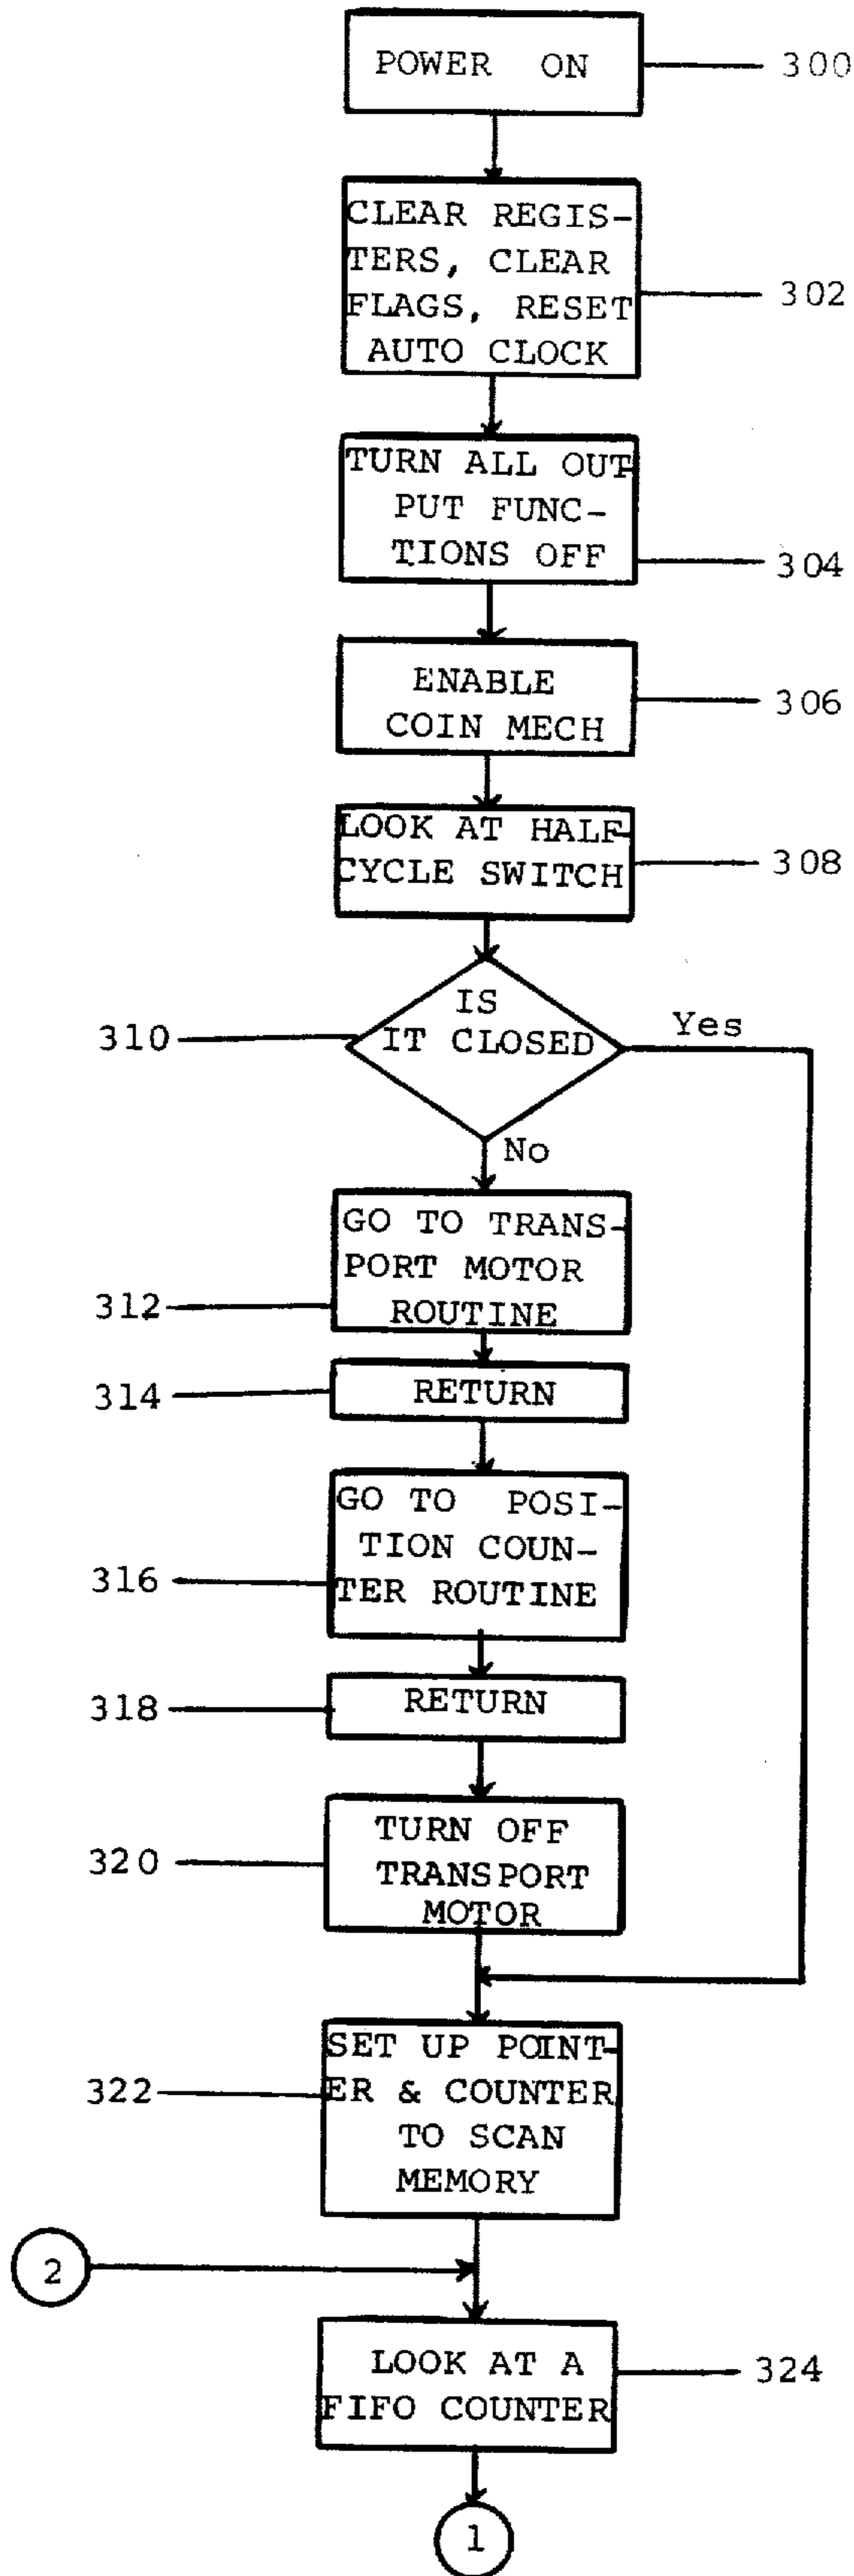 POWER ON
300
CLEAR REGIS-
TERS, CLEAR
FLAGS, RESET
AUTO CLOCK
302
TURN ALL OUT-
PUT FUNC-
TIONS OFF
304
ENABLE
COIN MECH
306
LOOK AT HALF-
CYCLE SWITCH
308
IS
IT CLOSED
310
Yes
No
GO TO TRANS-
PORT MOTOR
ROUTINE
312
RETURN
314
GO TO POSI-
TION COUN-
TER ROUTINE
316
RETURN
318
TURN OFF
TRANSPORT
MOTOR
320
SET UP POINT-
ER & COUNTER
TO SCAN
MEMORY
322
2
LOOK AT A
FIFO COUNTER
324
1